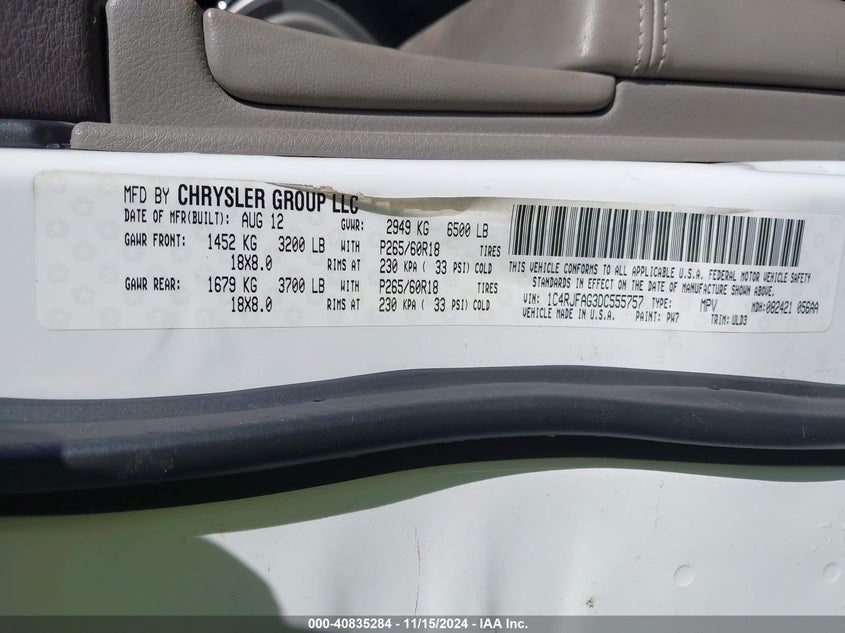 MFD BY CHRYSLER GROUP LLC
DATE OF MFR(BUILT): AUG 12 GVWR: 2949 KG 6500 LB
GAWR FRONT: 1452 KG 3200 LB WITH P265/60R18 TIRES
18X8.0 RIMS AT 230 KPA ( 33 PSI) COLD
GAWR REAR: 1679 KG 3700 LB WITH P265/60R18 TIRES
18X8.0 RIMS AT 230 KPA ( 33 PSI) COLD
THIS VEHICLE CONFORMS TO ALL APPLICABLE U.S.A. FEDERAL MOTOR VEHICLE SAFETY
STANDARDS IN EFFECT ON THE DATE OF MANUFACTURE SHOWN ABOVE.
VIN: 1C4RJFAG3DC555757 TYPE: MPV MDH:082421 056AA
VEHICLE MADE IN U.S.A. PAINT: PW7 TRIM: ULD3
000-40835284 - 11/15/2024 - IAA Inc.